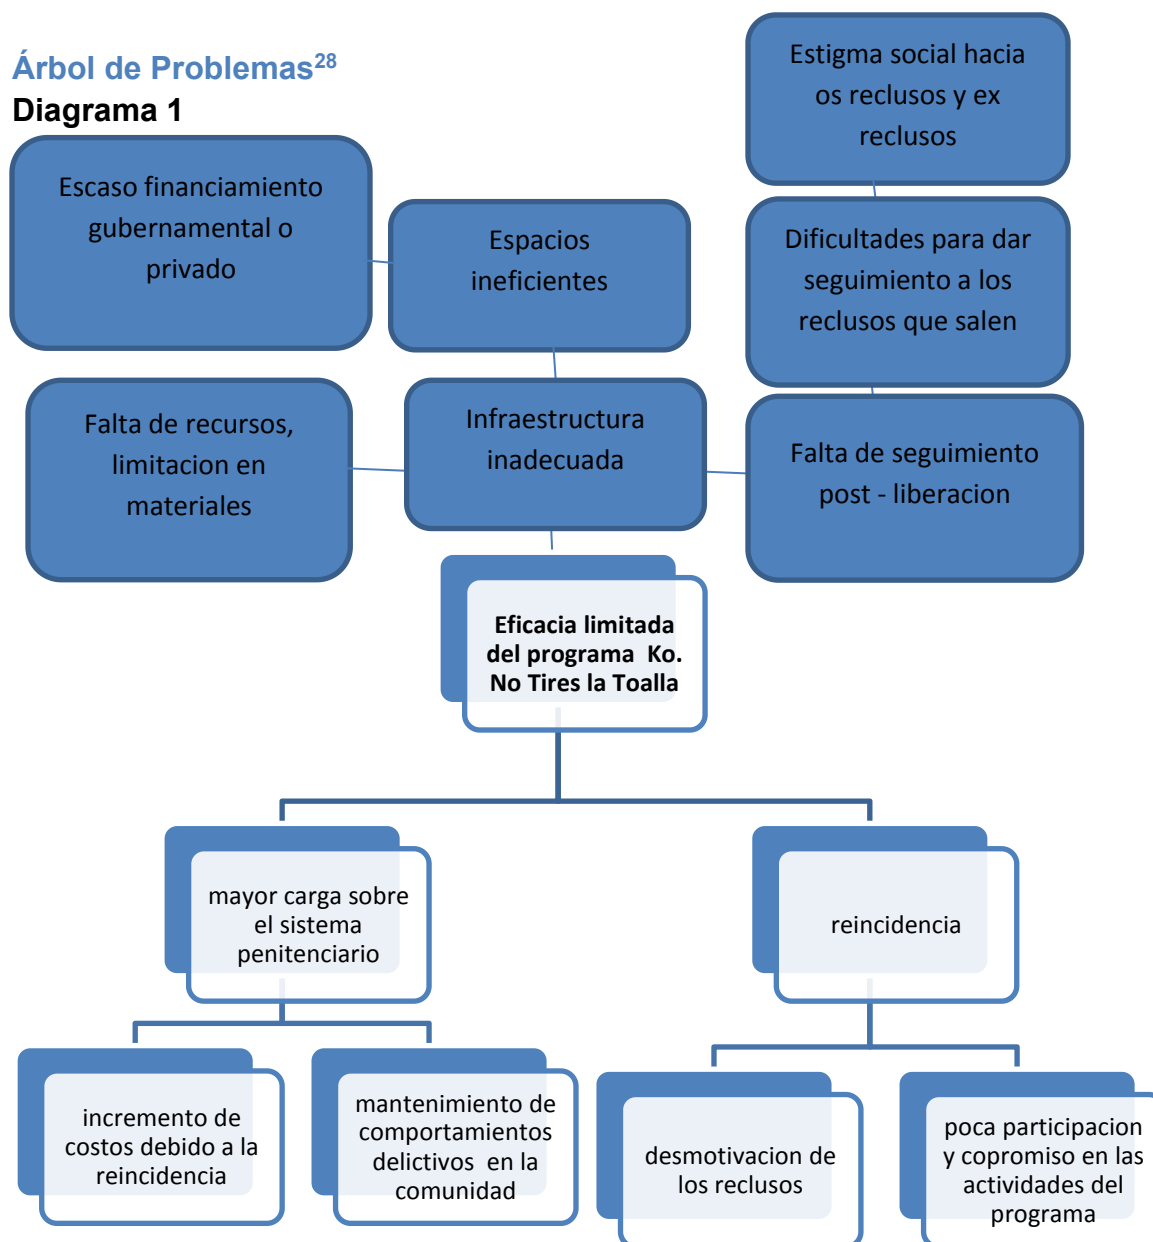 Árbol de Problemas28
Diagrama 1
Estigma social hacia
os reclusos y ex
reclusos
Escaso financiamiento
gubernamental o
privado
Espacios
ineficientes
Dificultades para dar
seguimiento a los
reclusos que salen
Falta de recursos,
limitacion en
materiales
Infraestructura
inadecuada
Falta de seguimiento
post - liberacion
Eficacia limitada
del programa Ko.
No Tires la Toalla
mayor carga sobre
el sistema
penitenciario
reincidencia
incremento de
costos debido a la
reincidencia
mantenimiento de
comportamientos
delictivos en la
comunidad
desmotivacion de
los reclusos
poca participacion
y copromiso en las
actividades del
programa